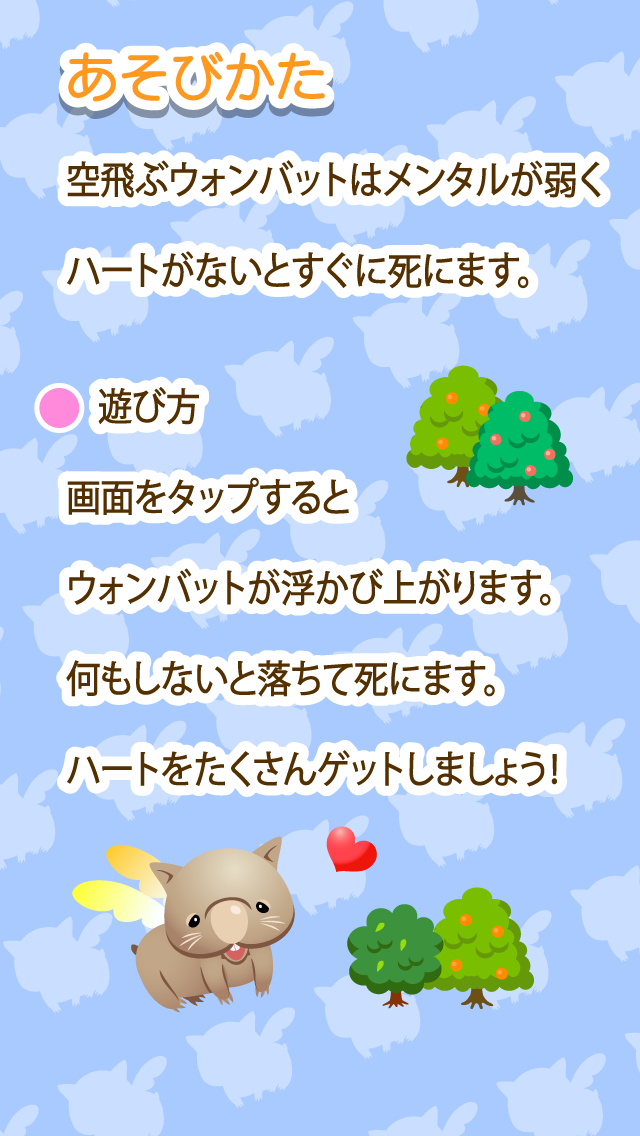 あそびかた
空飛ぶウォンバットはメンタルが弱く
ハートがないとすぐに死にます。
遊び方
画面をタップすると
ウォンバットが浮かび上がります。
何もしないと落ちて死にます。
ハートをたくさんゲットしましょう!